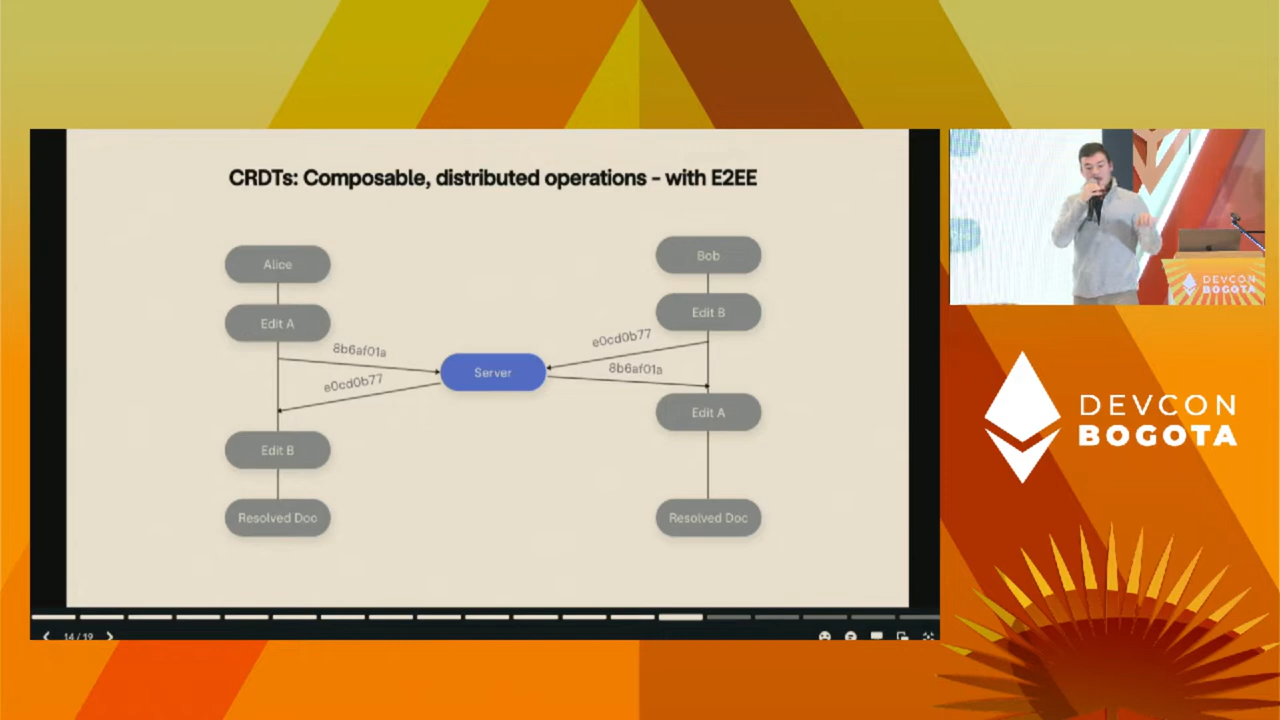 CRDTs: Composable, distributed operations - with E2EE
Alice
Bob
Edit A
Edit B
8b6af01a
e0cd0b77
e0cd0b77
8b6af01a
Server
Edit A
Edit B
Resolved Doc
Resolved Doc
14 / 19
DEVCON
BOGOTA
DEVCON
BOGOTA